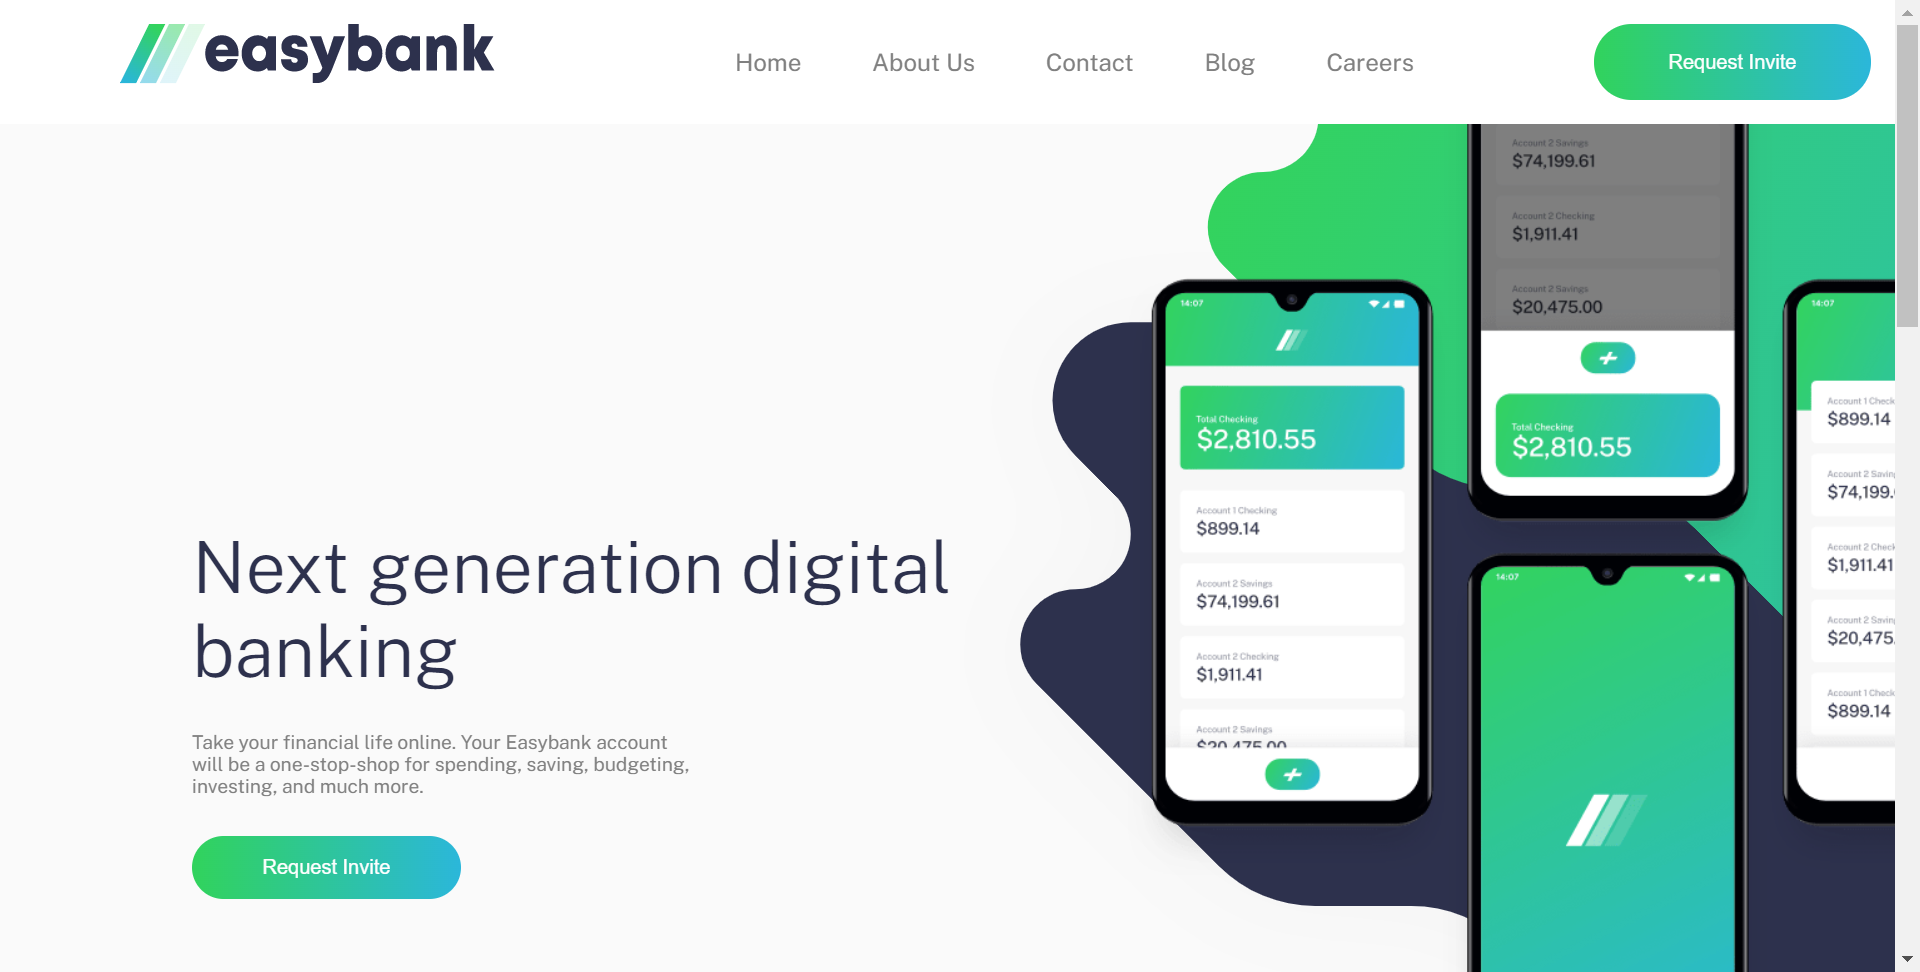 easybank
Home
About Us
Contact
Blog
Careers
Request Invite
Next generation digital
banking
Take your financial life online. Your Easybank account
will be a one-stop-shop for spending, saving, budgeting,
investing, and much more.
Request Invite
14:07
Total Checking
$2,810.55
Account 1 Checking
$899.14
Account 2 Savings
$74,199.61
Account 2 Checking
$1,911.41
Account 2 Savings
$20,475.00
Account 2 Savings
$74,199.61
Account 2 Checking
$1,911.41
Account 2 Savings
$20,475.00
Total Checking
$2,810.55
14:07
14:07
Account 1 Check
$899.14
Account 2 Savin
$74,199.
Account 2 Check
$1,911.41
Account 2 Savin
$20,475.
Account 1 Check
$899.14